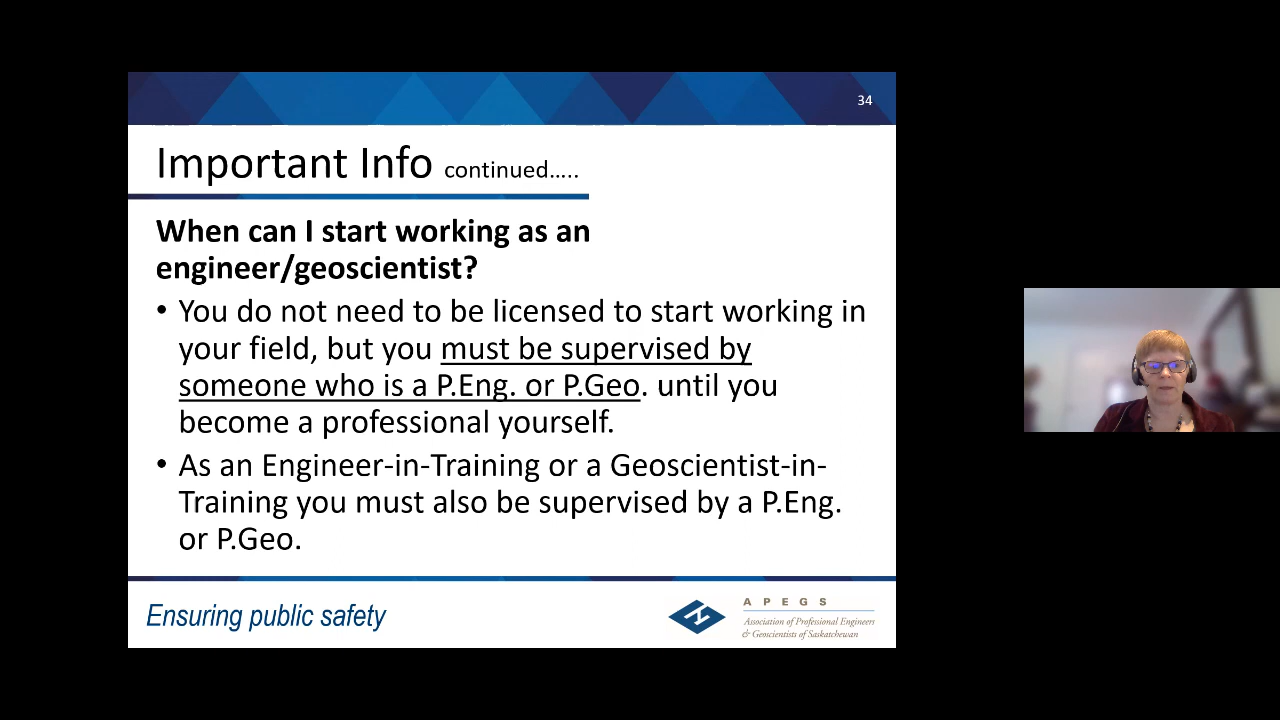 34
Important Info continued…..
When can I start working as an
engineer/geoscientist?
• You do not need to be licensed to start working in
your field, but you must be supervised by
someone who is a P.Eng. or P.Geo. until you
become a professional yourself.
• As an Engineer-in-Training or a Geoscientist-in-
Training you must also be supervised by a P.Eng.
or P.Geo.
Ensuring public safety
A P E G S
Association of Professional Engineers
& Geoscientists of Saskatchewan